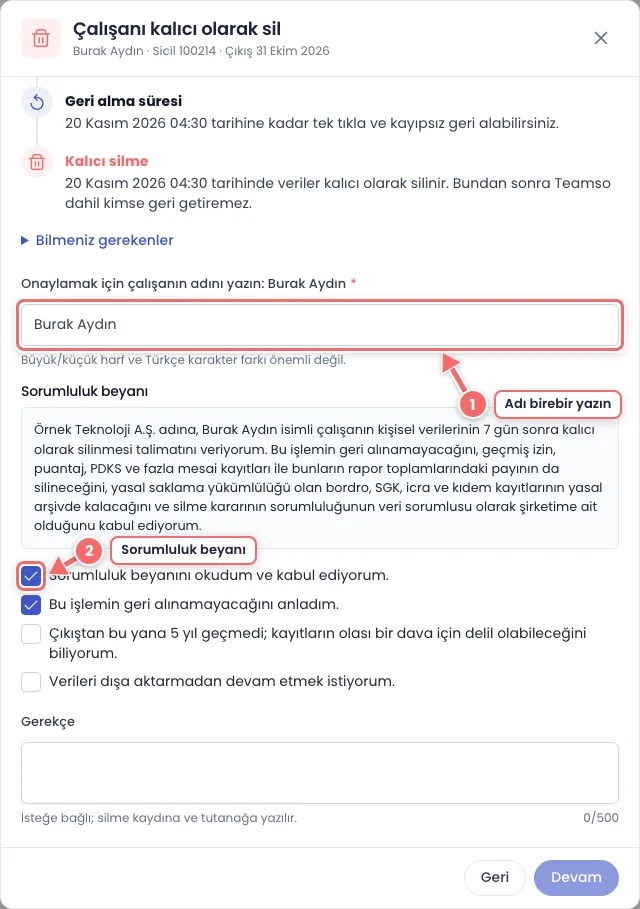 Çalışanı kalıcı olarak sil
Burak Aydın · Sicil 100214 · Çıkış 31 Ekim 2026
Geri alma süresi
20 Kasım 2026 04:30 tarihine kadar tek tıkla ve kayıpsız geri alabilirsiniz.
Kalıcı silme
20 Kasım 2026 04:30 tarihinde veriler kalıcı olarak silinir. Bundan sonra Teamso
dahil kimse geri getiremez.
Bilmeniz gerekenler
Onaylamak için çalışanın adını yazın: Burak Aydın *
Burak Aydın
Büyük/küçük harf ve Türkçe karakter farkı önemli değil.
1
Adı birebir yazın
Sorumluluk beyanı
Örnek Teknoloji A.Ş. adına, Burak Aydın isimli çalışanın kişisel verilerinin 7 gün sonra kalıcı
olarak silinmesi talimatını veriyorum. Bu işlemin geri alınamayacağını, geçmiş izin,
puantaj, PDKS ve fazla mesai kayıtları ile bunların rapor toplamlarındaki payının da
silineceğini, yasal saklama yükümlülüğü olan bordro, SGK, icra ve kıdem kayıtlarının yasal
arşivde kalacağını ve silme kararının sorumluluğunun veri sorumlusu olarak şirketime ait
olduğunu kabul ediyorum.
2
Sorumluluk beyanı
Sorumluluk beyanını okudum ve kabul ediyorum.
Bu işlemin geri alınamayacağını anladım.
Çıkıştan bu yana 5 yıl geçmedi; kayıtların olası bir dava için delil olabileceğini
biliyorum.
Verileri dışa aktarmadan devam etmek istiyorum.
Gerekçe
İsteğe bağlı; silme kaydına ve tutanağa yazılır.
0/500
Geri
Devam